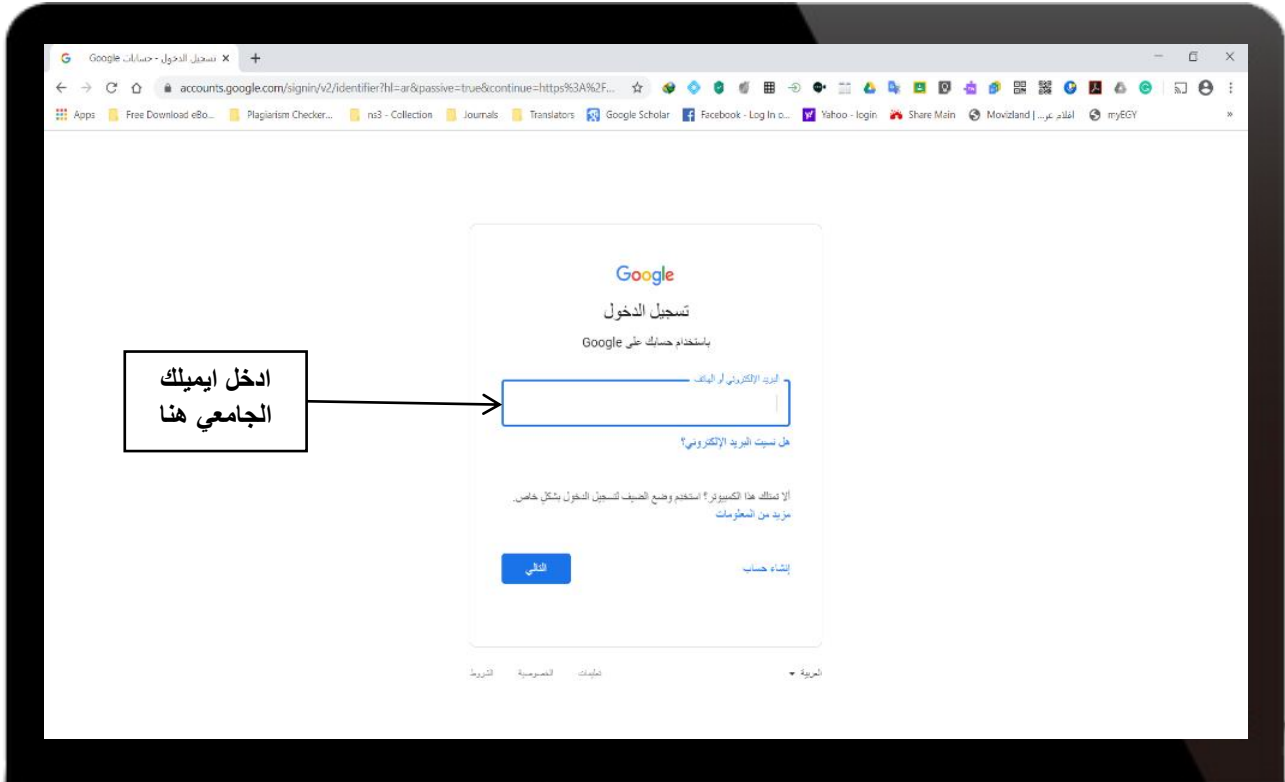 تسجيل الدخول - حسابات Google
accounts.google.com/signin/v2/identifier?hl=ar&passive=true&continue=https%3A%2F...
Apps Free Download eBo... Plagiarism Checker... ns3 - Collection Journals Translators Google Scholar Facebook - Log In o... Yahoo - login Share Main Movizland | افلام عر... myEGY
Google
تسجيل الدخول
باستخدام حسابك على Google
ادخل ايميلك
الجامعي هنا
البريد الإلكتروني أو الهاتف
هل نسيت البريد الإلكتروني؟
ألا تمتلك هذا الكمبيوتر؟ استخدم وضع الضيف لتسجيل الدخول بشكلٍ خاص.
مزيد من المعلومات
إنشاء حساب
التالي
العربية
تعليمات الخصوصية الشروط